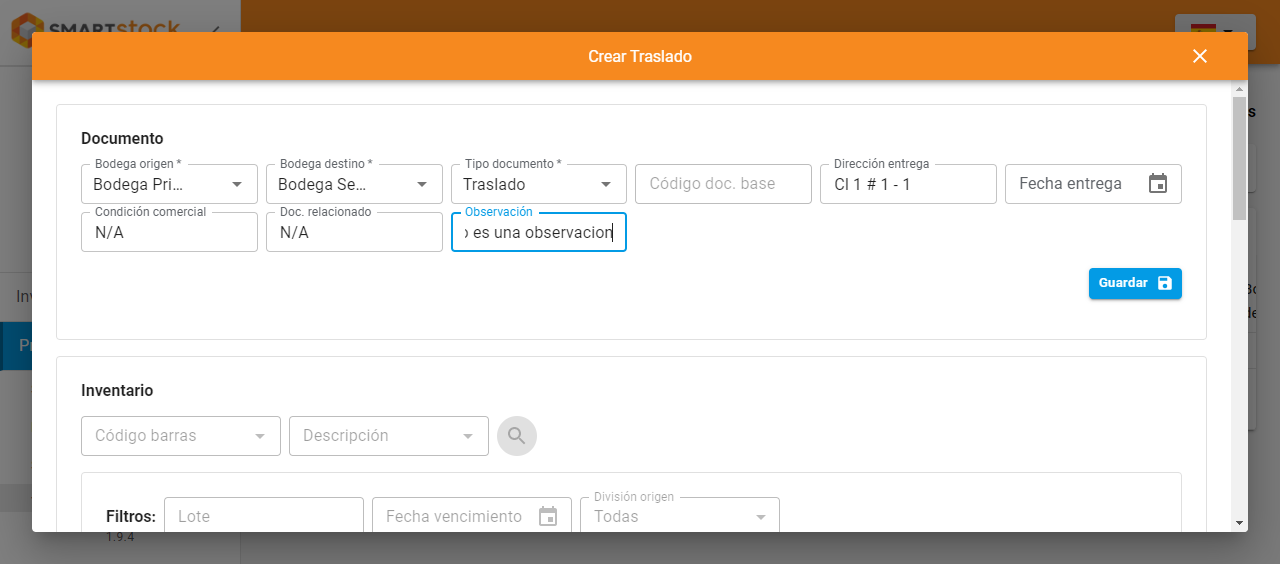 SMARTstock
Crear Traslado
Documento
Bodega origen *
Bodega destino *
Tipo documento *
Dirección entrega
Bodega Pri...
Bodega Se...
Traslado
Código doc. base
Cl 1 # 1 - 1
Fecha entrega
Condición comercial
Doc. relacionado
Observación
N/A
N/A
es una observacion
Guardar
Inventario
Código barras
Descripción
División origen
Filtros:
Lote
Fecha vencimiento
Todas
1.9.4